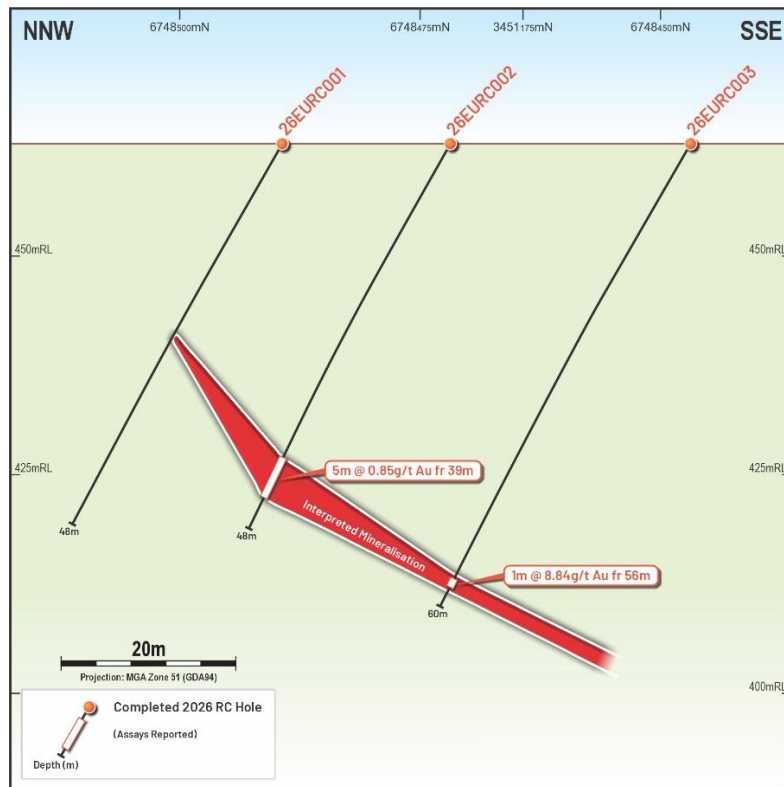 NNW
6748500mN
6748475mN
3451175mN
6748450mN
SSE
26EURC001
26EURC002
26EURC003
450mRL
450mRL
425mRL
425mRL
5m @ 0.85g/t Au fr 39m
Interpreted Mineralisation
48m
48m
1m @ 8.84g/t Au fr 56m
60m
20m
Projection: MGA Zone 51 (GDA94)
400mRL
Completed 2026 RC Hole
(Assays Reported)
Depth (m)